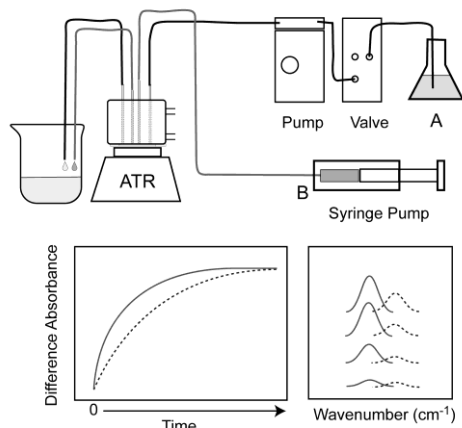 Pump
Valve
A
ATR
B
Syringe Pump
Difference Absorbance
0
Time
Wavenumber (cm⁻¹)